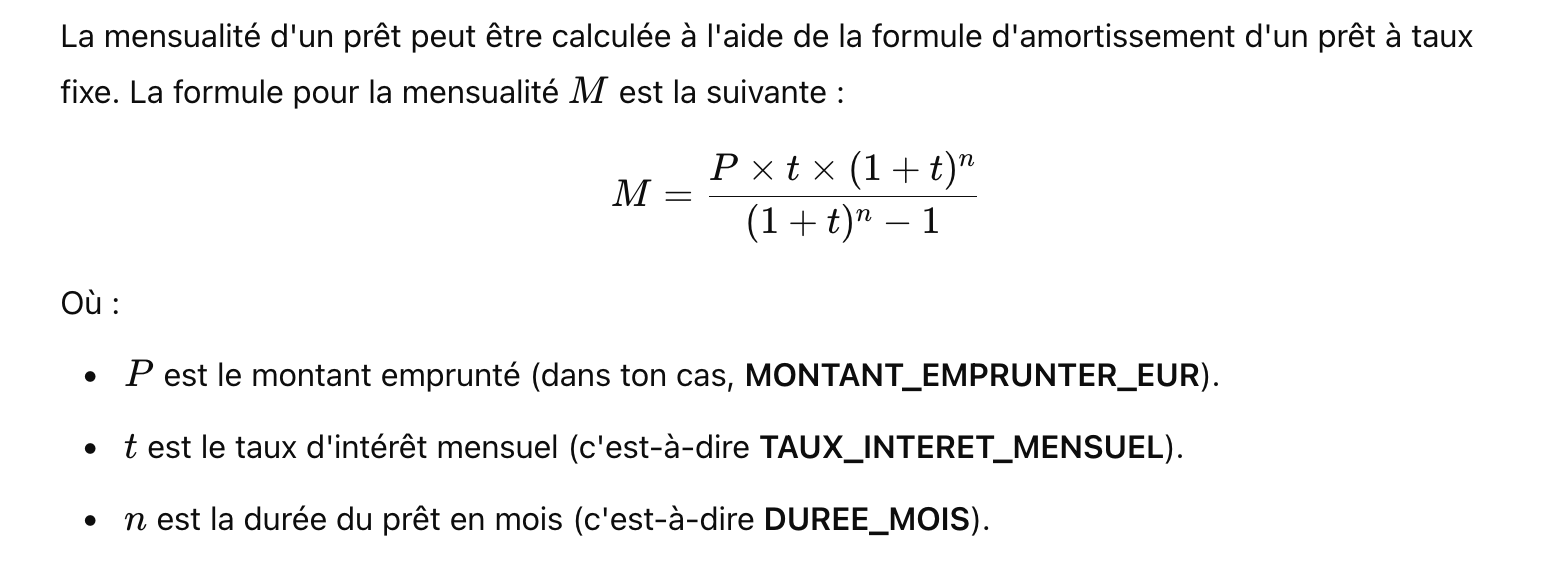 La mensualité d'un prêt peut être calculée à l'aide de la formule d'amortissement d'un prêt à taux
fixe. La formule pour la mensualité M est la suivante :
M = \frac{P × t × (1 + t)^n}{(1 + t)^n − 1}
Où :
• P est le montant emprunté (dans ton cas, MONTANT_EMPRUNTER_EUR).
• t est le taux d'intérêt mensuel (c'est-à-dire TAUX_INTERET_MENSUEL).
• n est la durée du prêt en mois (c'est-à-dire DUREE_MOIS).